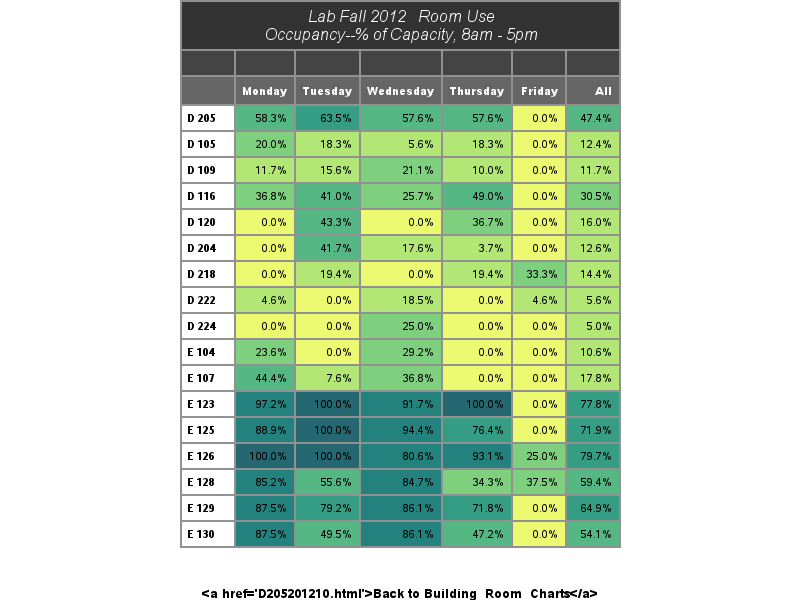 Lab Fall 2012 Room Use
Occupancy--% of Capacity, 8am - 5pm
Monday Tuesday Wednesday Thursday Friday All
D 205 58.3% 63.5% 57.6% 57.6% 0.0% 47.4%
D 105 20.0% 18.3% 5.6% 18.3% 0.0% 12.4%
D 109 11.7% 15.6% 21.1% 10.0% 0.0% 11.7%
D 116 36.8% 41.0% 25.7% 49.0% 0.0% 30.5%
D 120 0.0% 43.3% 0.0% 36.7% 0.0% 16.0%
D 204 0.0% 41.7% 17.6% 3.7% 0.0% 12.6%
D 218 0.0% 19.4% 0.0% 19.4% 33.3% 14.4%
D 222 4.6% 0.0% 18.5% 0.0% 4.6% 5.6%
D 224 0.0% 0.0% 25.0% 0.0% 0.0% 5.0%
E 104 23.6% 0.0% 29.2% 0.0% 0.0% 10.6%
E 107 44.4% 7.6% 36.8% 0.0% 0.0% 17.8%
E 123 97.2% 100.0% 91.7% 100.0% 0.0% 77.8%
E 125 88.9% 100.0% 94.4% 76.4% 0.0% 71.9%
E 126 100.0% 100.0% 80.6% 93.1% 25.0% 79.7%
E 128 85.2% 55.6% 84.7% 34.3% 37.5% 59.4%
E 129 87.5% 79.2% 86.1% 71.8% 0.0% 64.9%
E 130 87.5% 49.5% 86.1% 47.2% 0.0% 54.1%
<a href='D205201210.html'>Back to Building Room Charts</a>